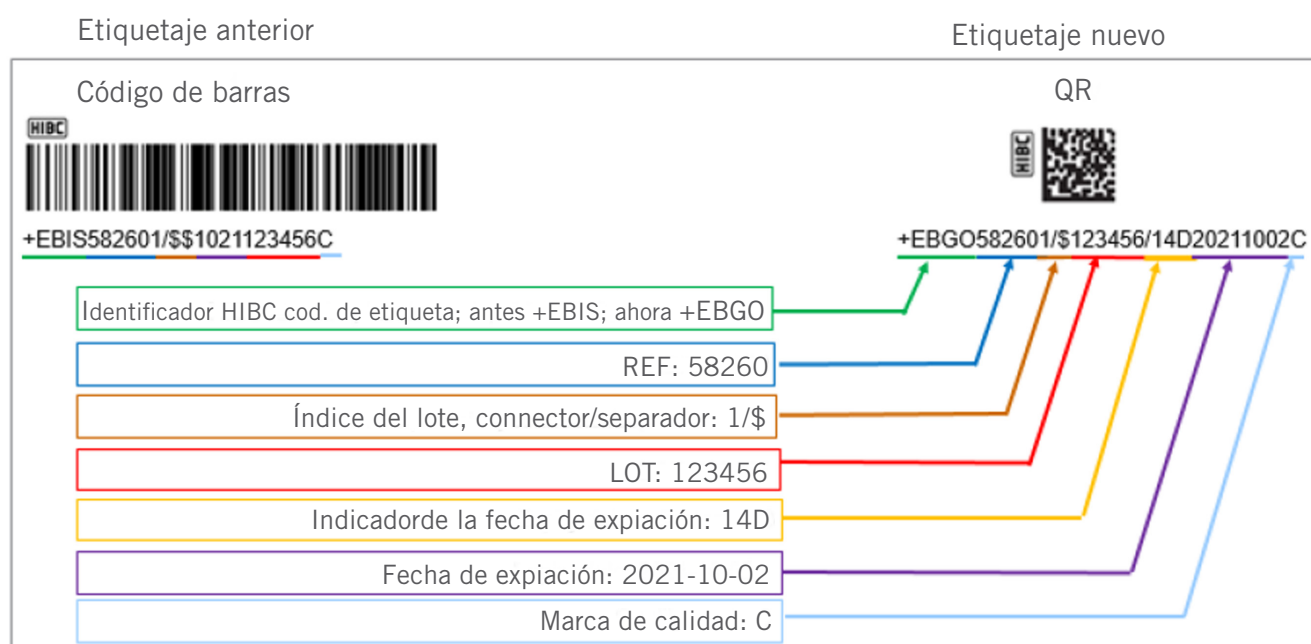 Etiquetaje anterior
Etiquetaje nuevo
Código de barras
QR
HIBC
HIBC
+EBIS582601/$$1021123456C
+EBGO582601/$123456/14D20211002C
Identificador HIBC cod. de etiqueta; antes +EBIS; ahora +EBGO
REF: 58260
Índice del lote, connector/separador: 1/$
LOT: 123456
Indicadorde la fecha de expiación: 14D
Fecha de expiación: 2021-10-02
Marca de calidad: C